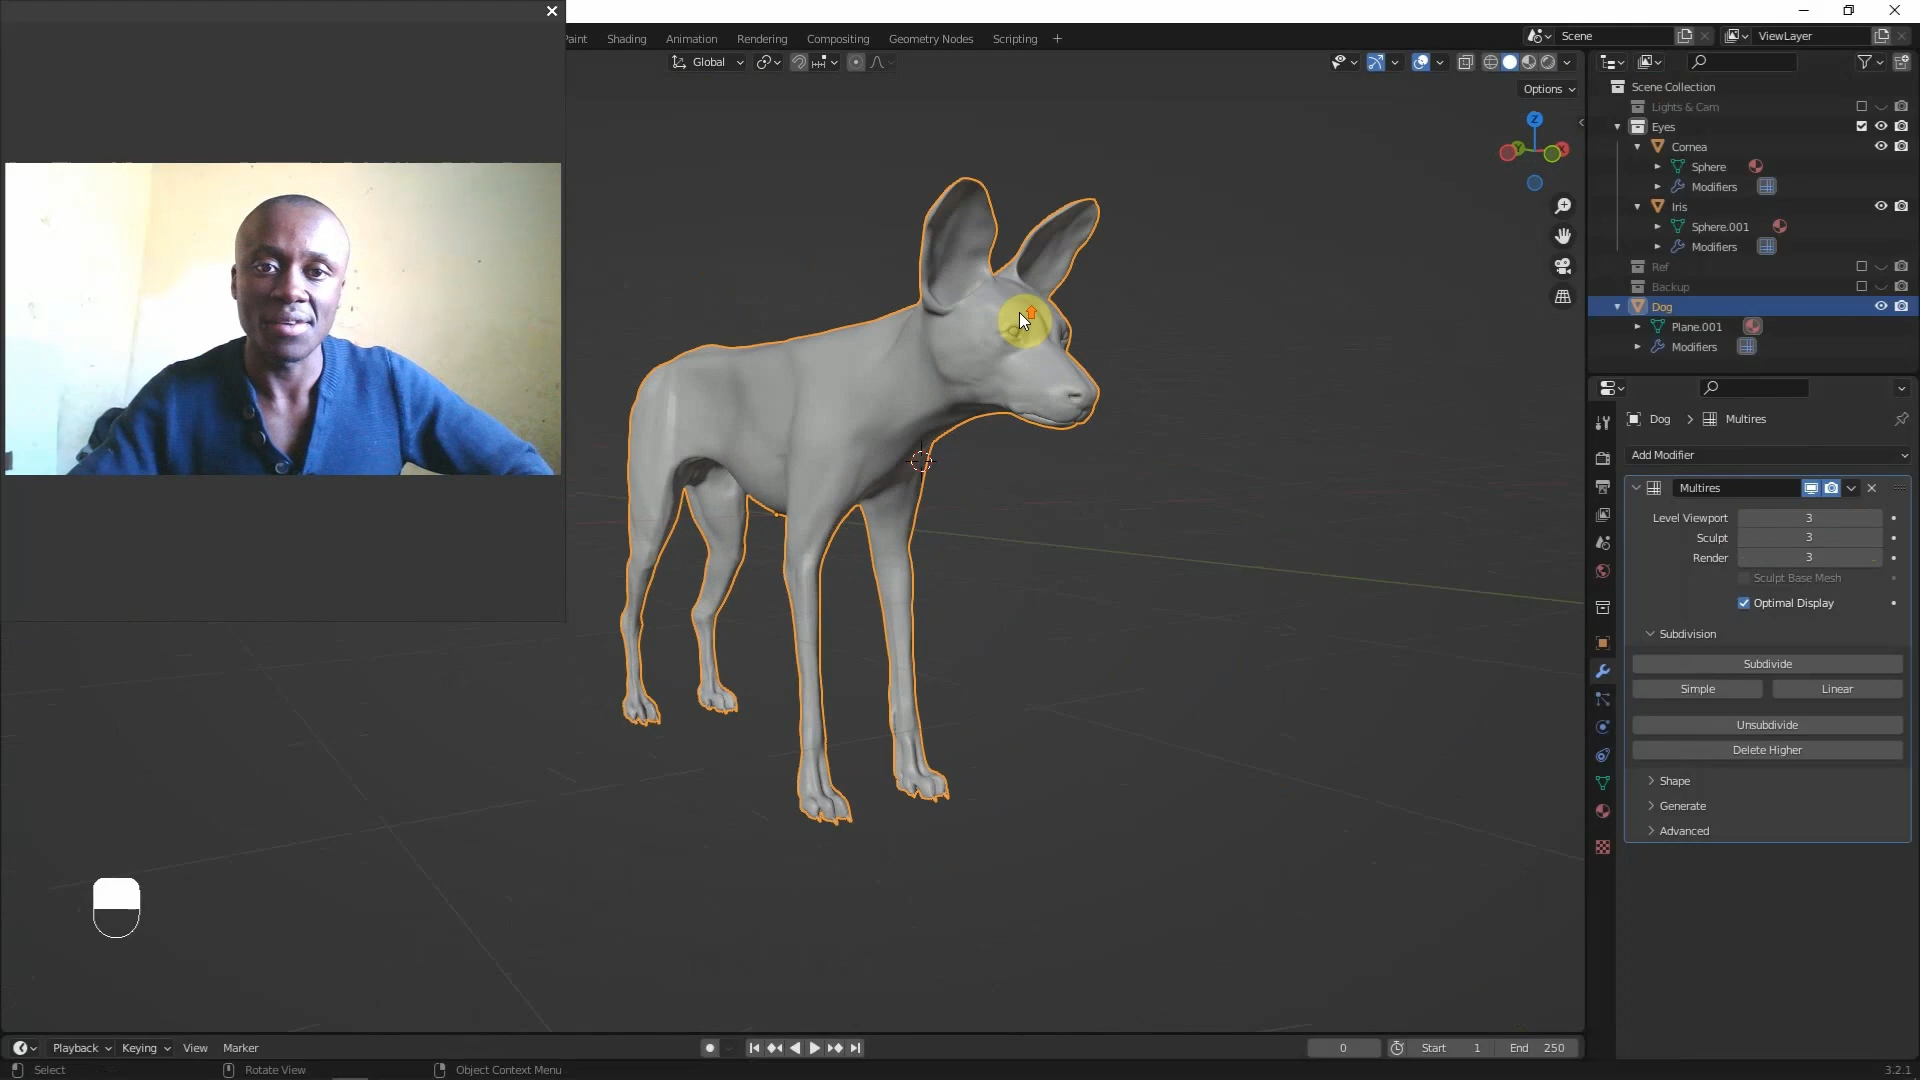 Paint Shading Animation Rendering Compositing Geometry Nodes Scripting +
Scene
ViewLayer
Global
Options
Z
Y
X
Scene Collection
Lights & Cam
Eyes
Cornea
Sphere
Modifiers
Iris
Sphere.001
Modifiers
Ref
Backup
Dog
Plane.001
Modifiers
Dog > Multires
Add Modifier
Multires
Level Viewport 3
Sculpt 3
Render 3
Sculpt Base Mesh
Optimal Display
Subdivision
Subdivide
Simple Linear
Unsubdivide
Delete Higher
Shape
Generate
Advanced
Playback Keying View Marker
0 Start 1 End 250
Select Rotate View Object Context Menu 3.2.1